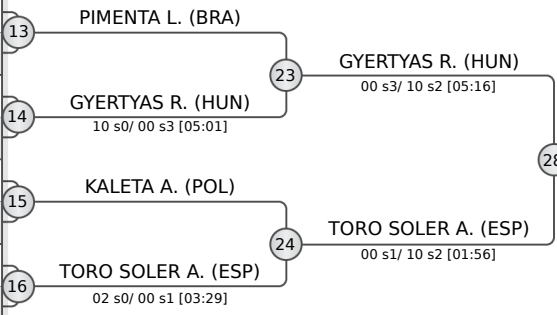 PIMENTA L. (BRA)
13
23
GYERTYAS R. (HUN)
00 s3/ 10 s2 [05:16]
GYERTYAS R. (HUN)
14
10 s0/ 00 s3 [05:01]
28
KALETA A. (POL)
15
24
TORO SOLER A. (ESP)
00 s1/ 10 s2 [01:56]
TORO SOLER A. (ESP)
16
02 s0/ 00 s1 [03:29]